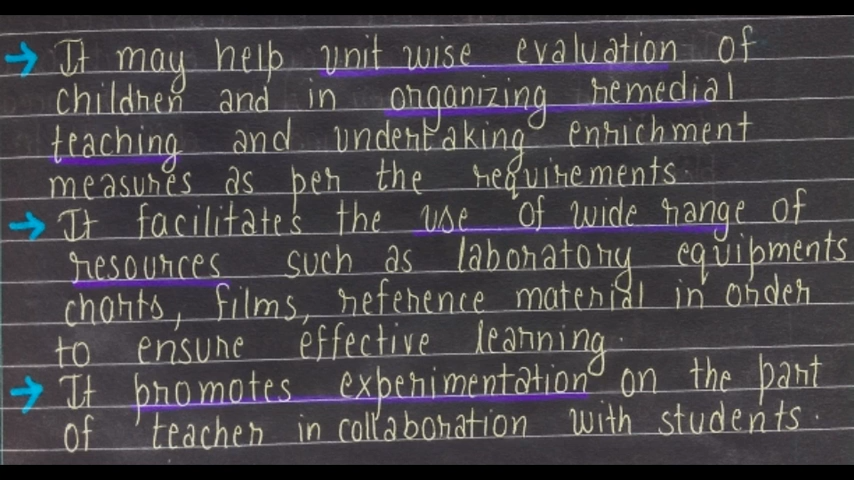 → It may help unit wise evaluation of
children and in organizing remedial
teaching and undertaking enrichment
measures as per the requirements.
→ It facilitates the use of wide range of
resources such as laboratory equipments
charts, films, reference material in order
to ensure effective learning.
→ It promotes experimentation on the part
of teacher in collaboration with students.